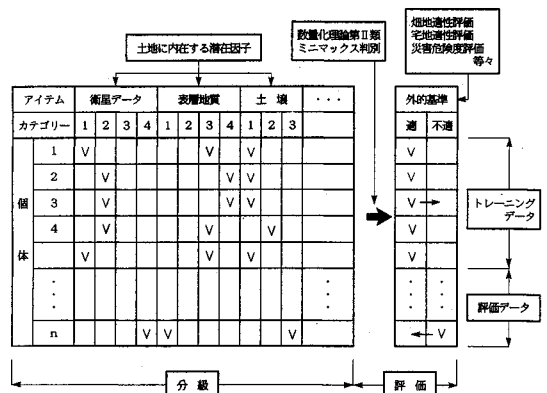 土地に内在する潜在因子
数量化理論第Ⅱ類
ミニマックス判別
畑地適性評価
宅地適性評価
災害危険度評価
等々
アイテム 衛星データ 表層地質 土 壌 ・・・ 外的基準
カテゴリー 1 2 3 4 1 2 3 4 1 2 3 適 不適
個体
1 V V V V
2 V V V V
3 V V V V
4 V V V V
V V V V
n V V V V
トレーニング
データ
評価データ
分 級
評 価